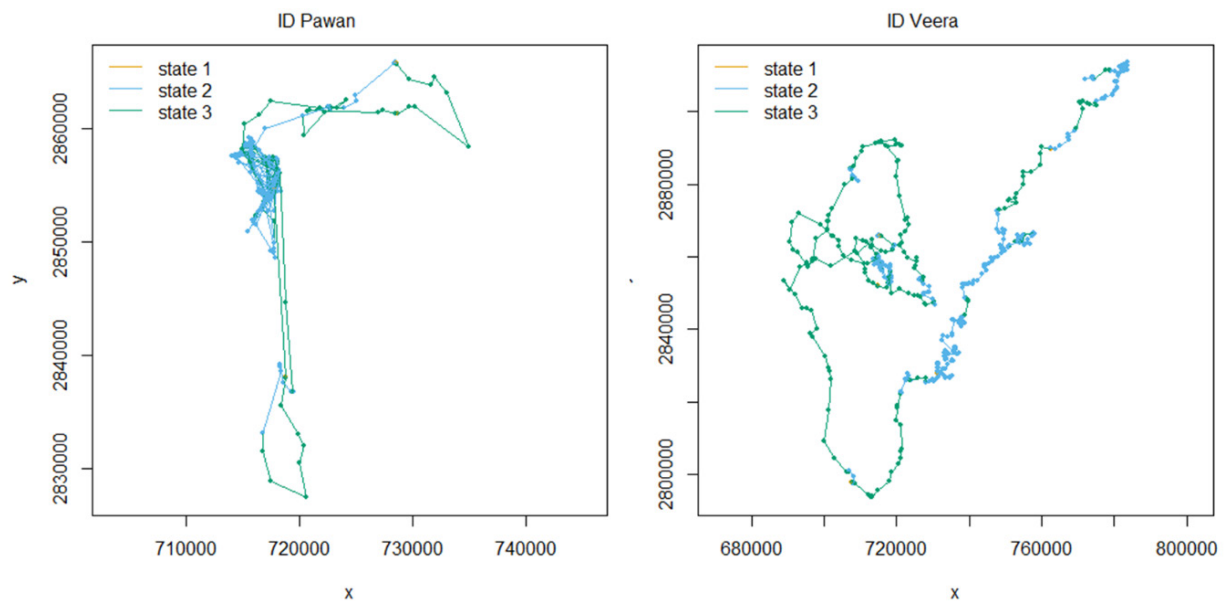 ID Pawan
state 1
state 2
state 3
y
2860000
2850000
2840000
2830000
710000 720000 730000 740000
x
ID Veera
state 1
state 2
state 3
2880000
2840000
2800000
680000 720000 760000 800000
x